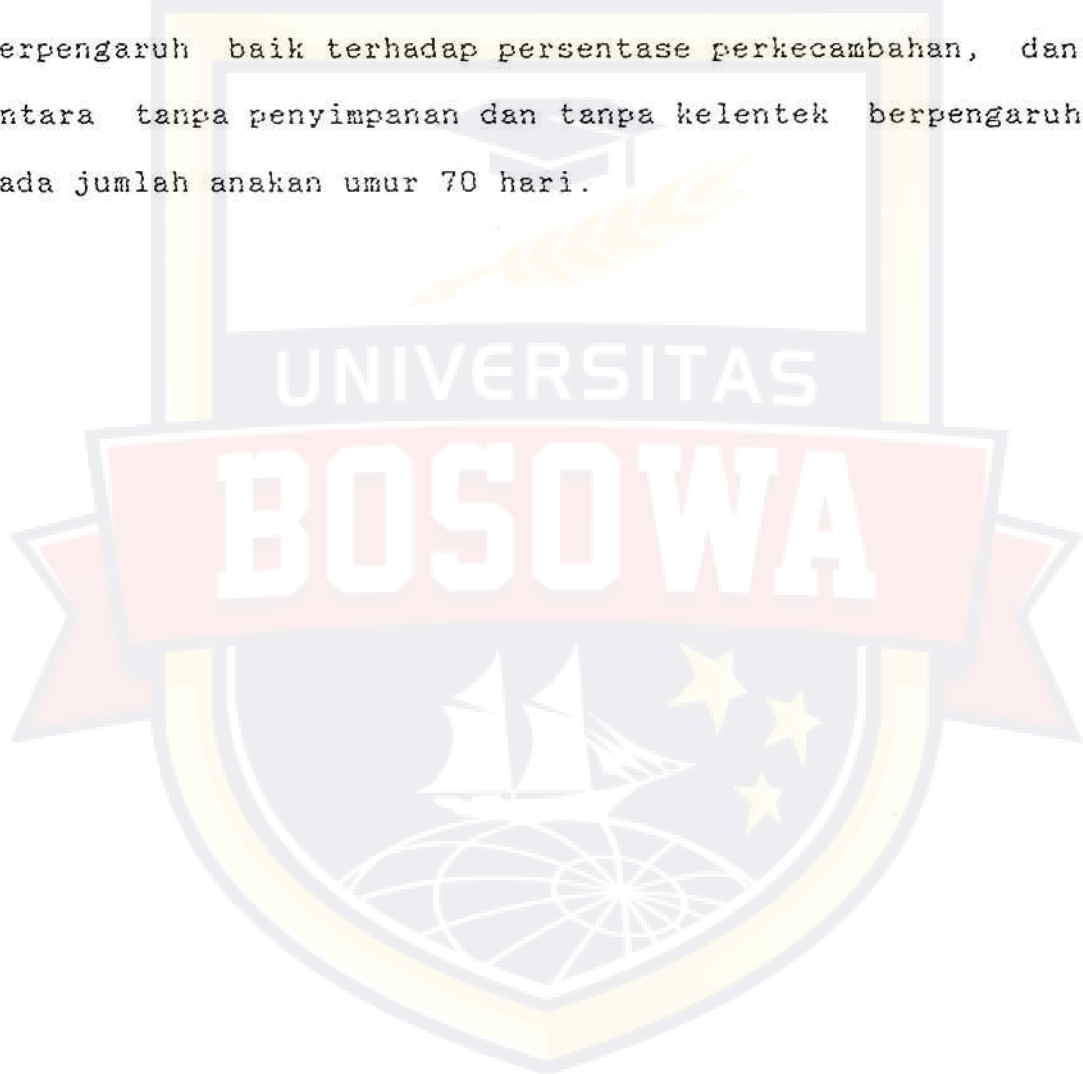 erpengaruh baik terhadap persentase perkecambahan, dan
ntara tanpa penyimpanan dan tanpa kelentek berpengaruh
ada jumlah anakan umur 70 hari.
UNIVERSITAS
BOSOWA